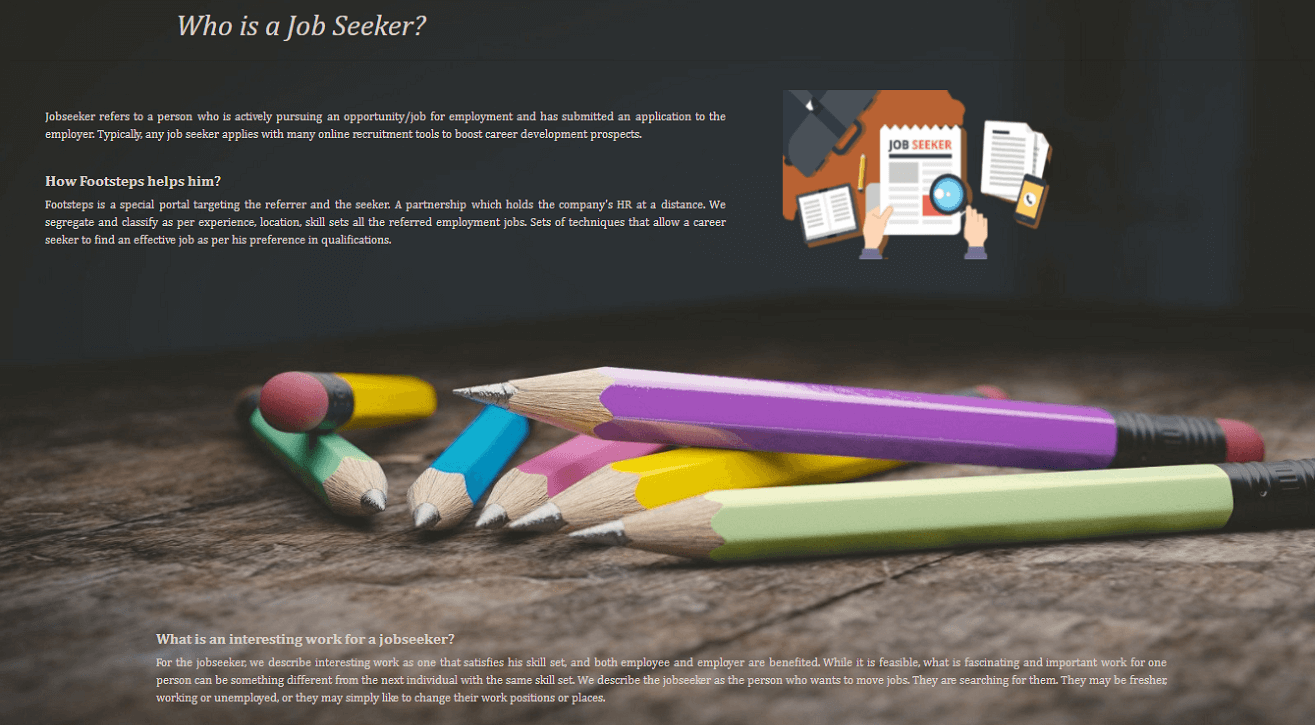 Who is a Job Seeker?
Jobseeker refers to a person who is actively pursuing an opportunity/job for employment and has submitted an application to the
employer. Typically, any job seeker applies with many online recruitment tools to boost career development prospects.
JOB SEEKER
How Footsteps helps him?
Footsteps is a special portal targeting the referrer and the seeker. A partnership which holds the company's HR at a distance. We
segregate and classify as per experience, location, skill sets all the referred employment jobs. Sets of techniques that allow a career
seeker to find an effective job as per his preference in qualifications.
What is an interesting work for a jobseeker?
For the jobseeker, we describe interesting work as one that satisfies his skill set, and both employee and employer are benefited. While it is feasible, what is fascinating and important work for one
person can be something different from the next individual with the same skill set. We describe the jobseeker as the person who wants to move jobs. They are searching for them. They may be fresher,
working or unemployed, or they may simply like to change their work positions or places.